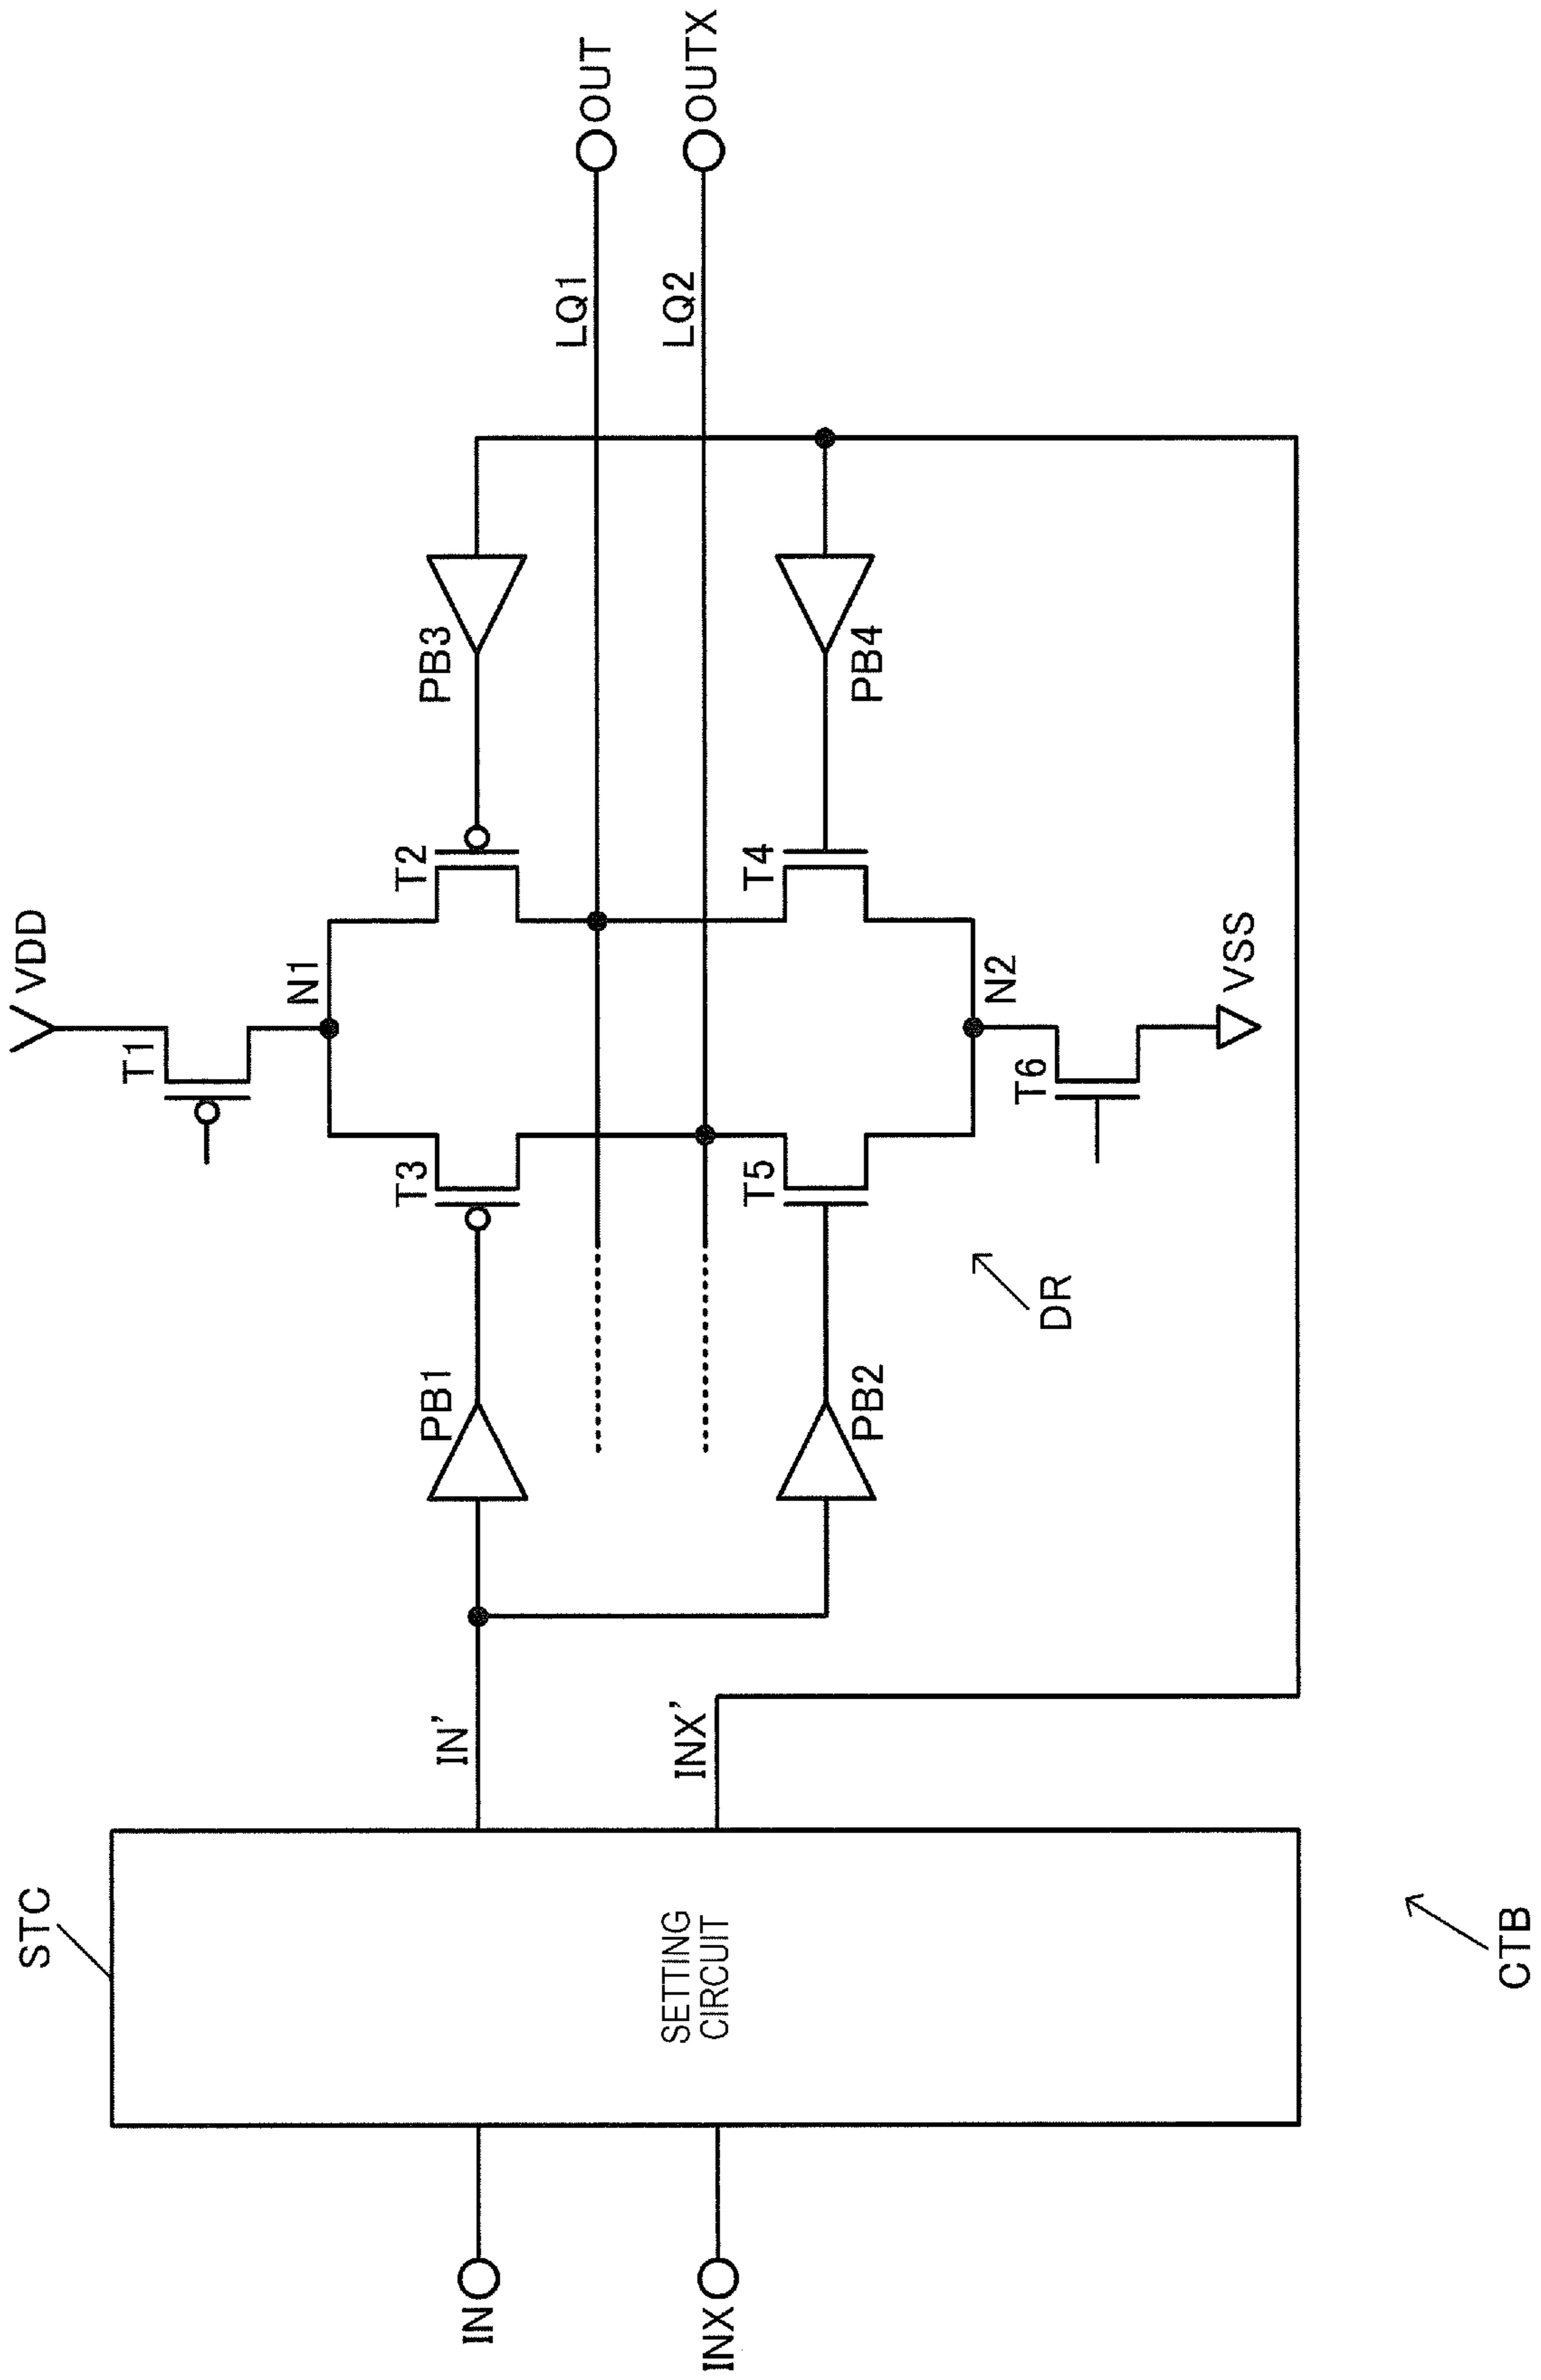 VDD
T1
N1
T3
T2
PB1
PB3
LQ1
OUT
LQ2
OUTX
T5
T4
PB2
PB4
N2
T6
VSS
DR
STC
IN'
INX'
SETTING
CIRCUIT
IN
INX
CTB